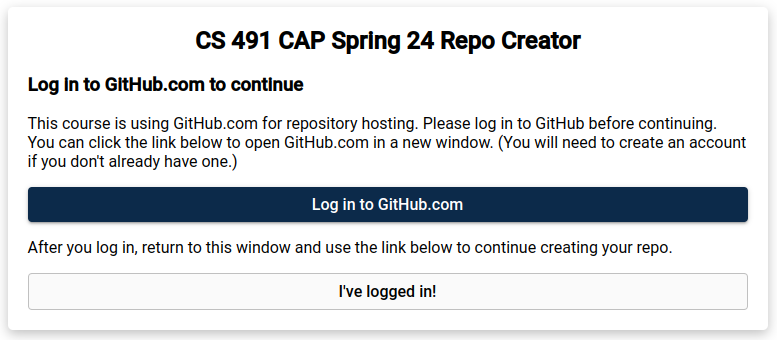 CS 491 CAP Spring 24 Repo Creator
Log in to GitHub.com to continue
This course is using GitHub.com for repository hosting. Please log in to GitHub before continuing.
You can click the link below to open GitHub.com in a new window. (You will need to create an account
if you don't already have one.)
Log in to GitHub.com
After you log in, return to this window and use the link below to continue creating your repo.
I've logged in!